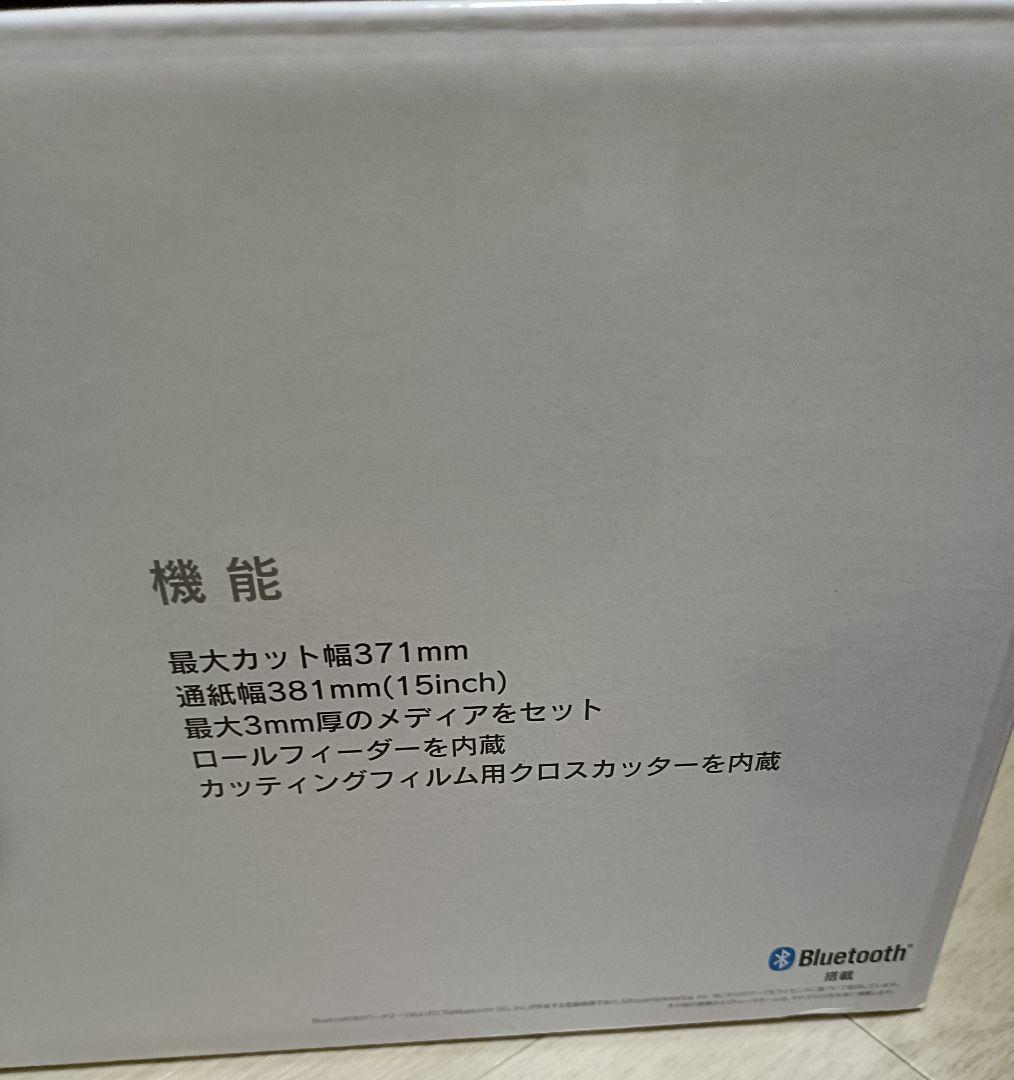 機能
最大カット幅371mm
通紙幅381mm(15inch)
最大3mm厚のメディアをセット
ロールフィーダーを内蔵
カッティングフィルム用クロスカッターを内蔵
Bluetooth
搭載